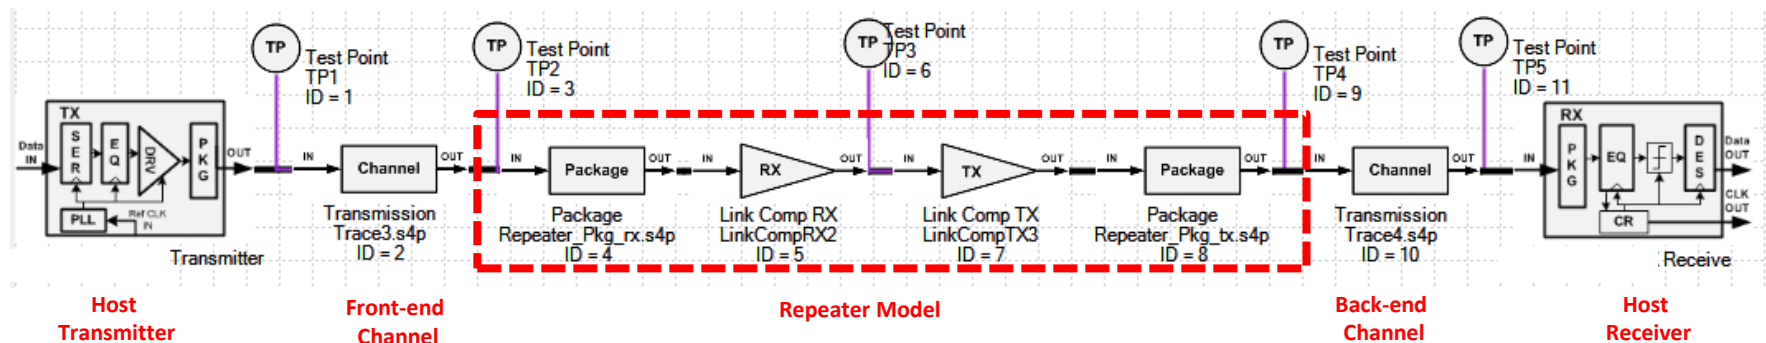 TP
Test Point
TP1
ID = 1
TP
Test Point
TP2
ID = 3
TP
Test Point
TP3
ID = 6
TP
Test Point
TP4
ID = 9
TP
Test Point
TP5
ID = 11
TX
Data
IN
SER
EQ
DRV
PKG
OUT
PLL
Ref CLK
IN
Transmitter
IN
Channel
OUT
Transmission
Trace3.s4p
ID = 2
IN
Package
OUT
Package
Repeater_Pkg_rx.s4p
ID = 4
IN
RX
OUT
Link Comp RX
LinkCompRX2
ID = 5
IN
TX
OUT
Link Comp TX
LinkCompTX3
ID = 7
IN
Package
OUT
Package
Repeater_Pkg_tx.s4p
ID = 8
IN
Channel
OUT
Transmission
Trace4.s4p
ID = 10
IN
RX
PKG
EQ
DES
Data
OUT
CLK
OUT
CR
Receive
Host
Transmitter
Front-end
Channel
Repeater Model
Back-end
Channel
Host
Receiver